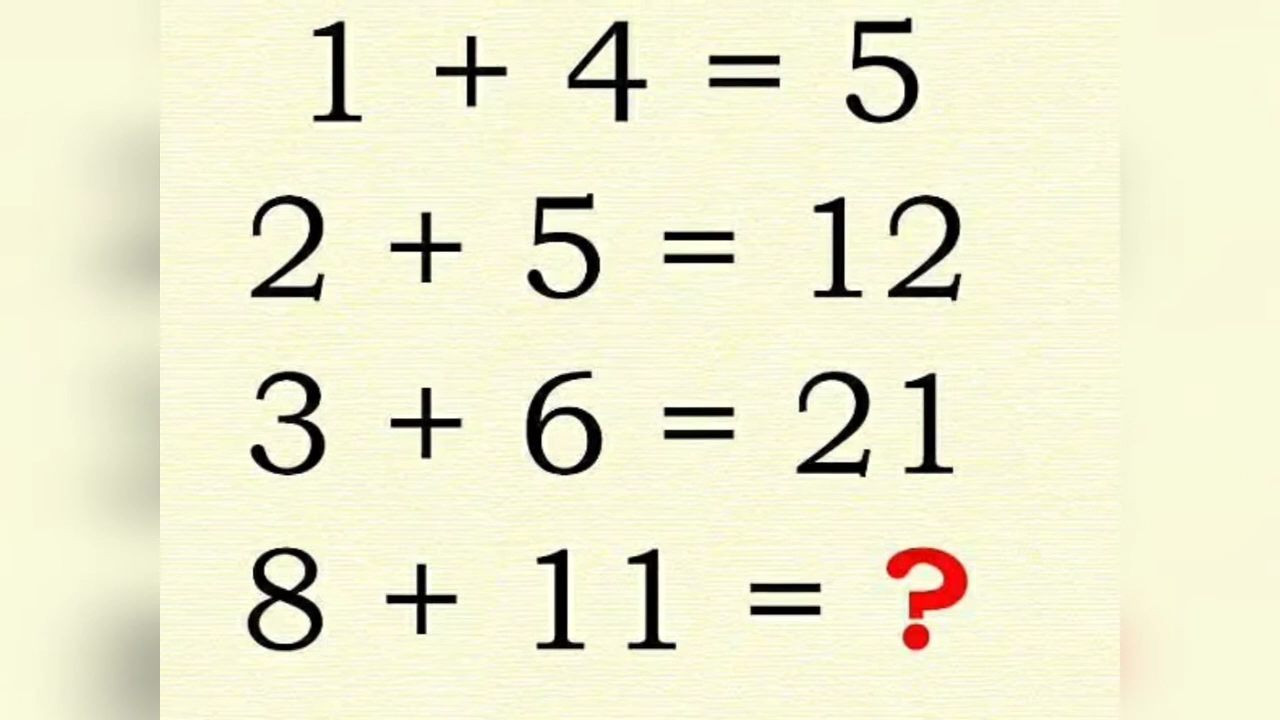 1 + 4 = 5
2 + 5 = 12
3 + 6 = 21
8 + 11 = ?